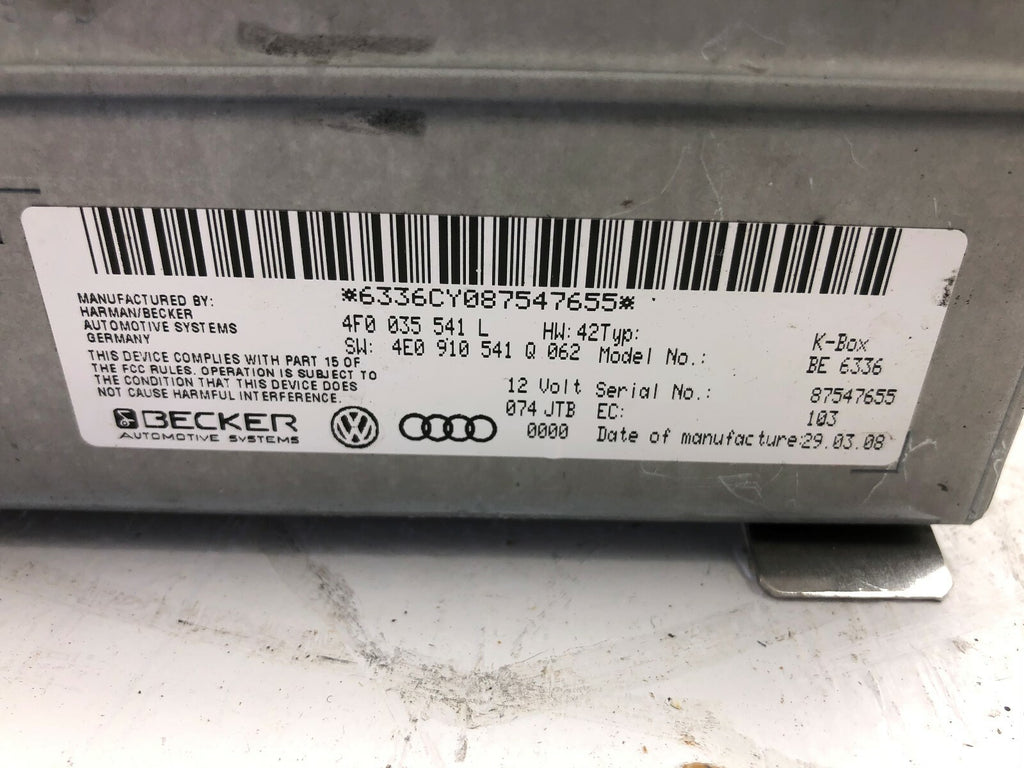 *6336CY087547655*
MANUFACTURED BY:
HARMAN/BECKER
AUTOMOTIVE SYSTEMS
GERMANY
THIS DEVICE COMPLIES WITH PART 15 OF
THE FCC RULES. OPERATION IS SUBJECT TO
THE CONDITION THAT THIS DEVICE DOES
NOT CAUSE HARMFUL INTERFERENCE.
BECKER
AUTOMOTIVE SYSTEMS
4F0 035 541 L HW: 42 Typ: K-Box
SW: 4E0 910 541 Q 062 Model No.: BE 6336
12 Volt Serial No.: 87547655
074 JTB EC: 103
0000 Date of manufacture: 29.03.08